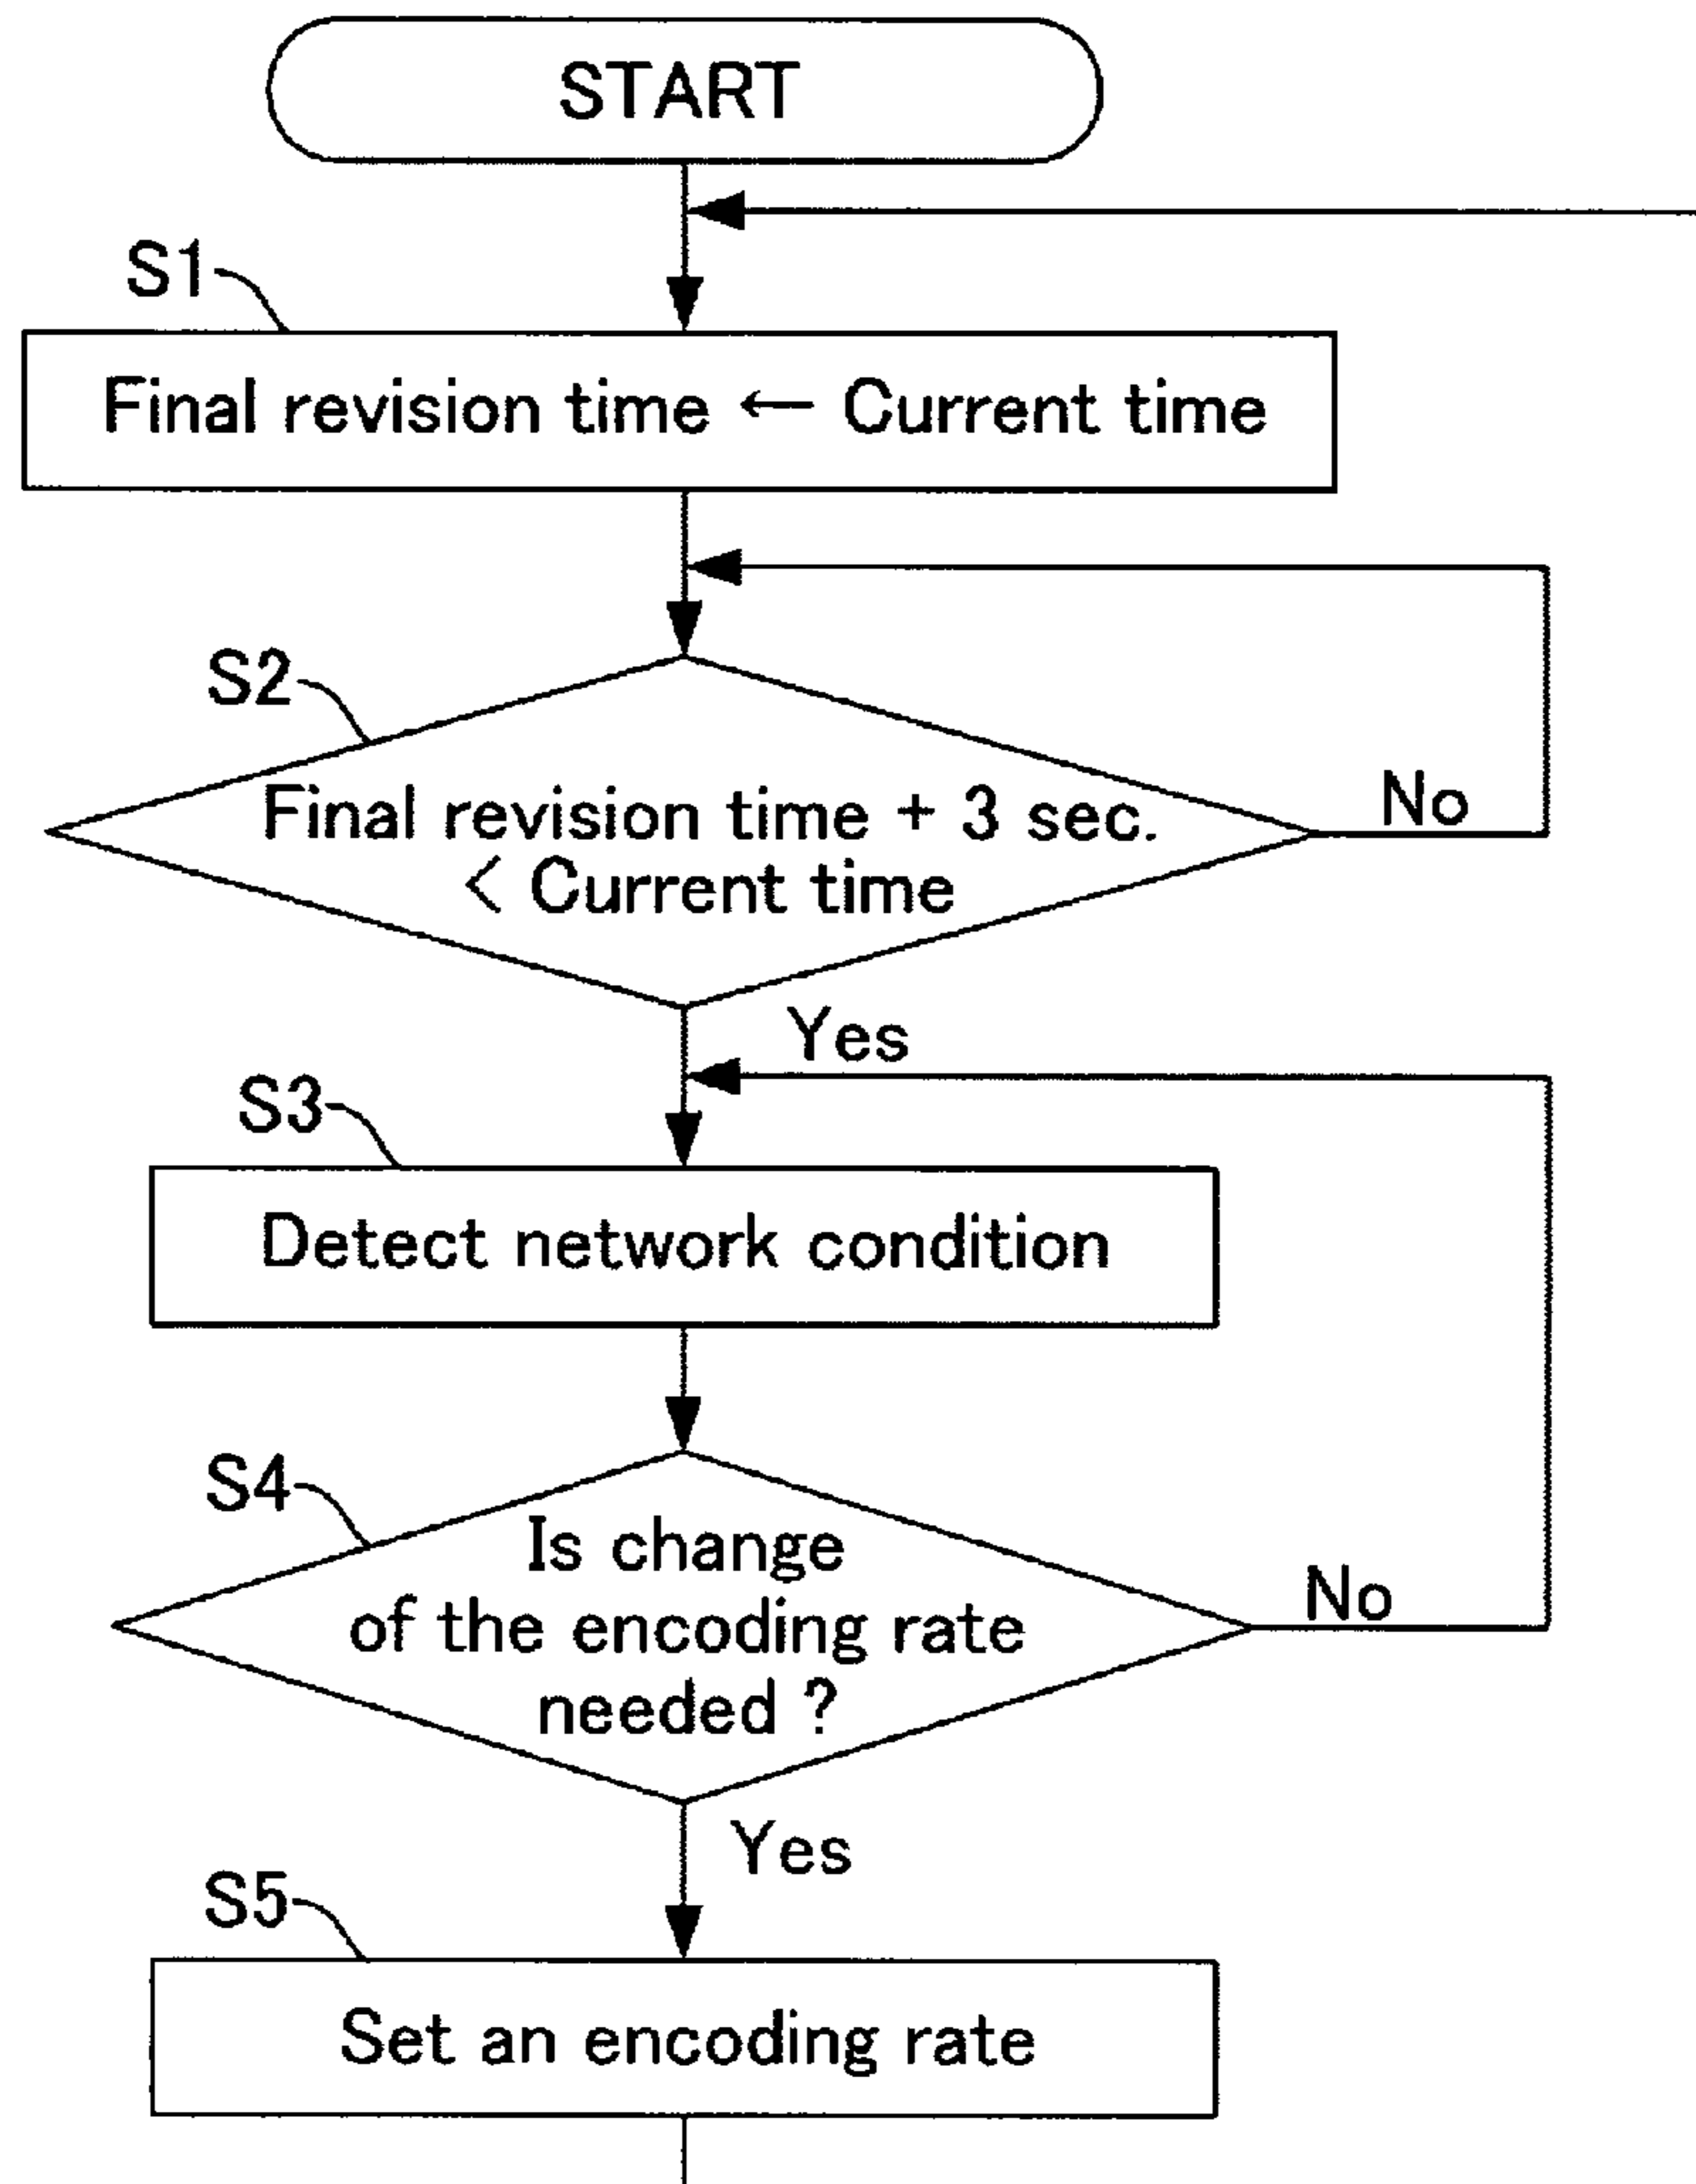 START
S1
Final revision time ← Current time
S2
Final revision time + 3 sec.
< Current time
No
Yes
S3
Detect network condition
S4
Is change
of the encoding rate
needed ?
No
Yes
S5
Set an encoding rate